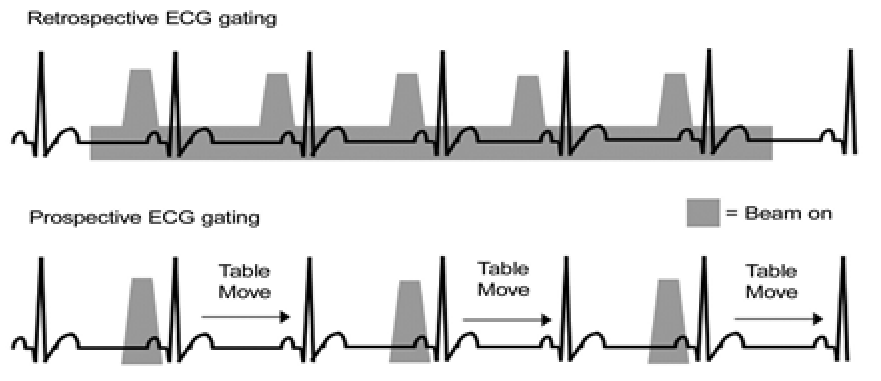 Retrospective ECG gating
Prospective ECG gating
= Beam on
Table
Move
Table
Move
Table
Move